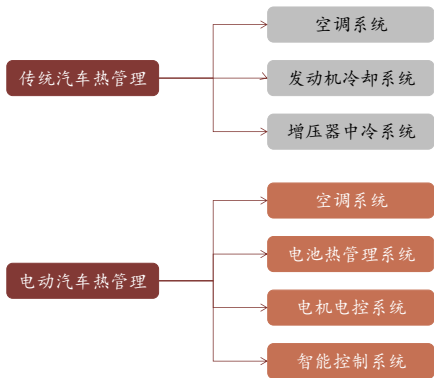 空调系统
传统汽车热管理
发动机冷却系统
增压器中冷系统
空调系统
电池热管理系统
电动汽车热管理
电机电控系统
智能控制系统